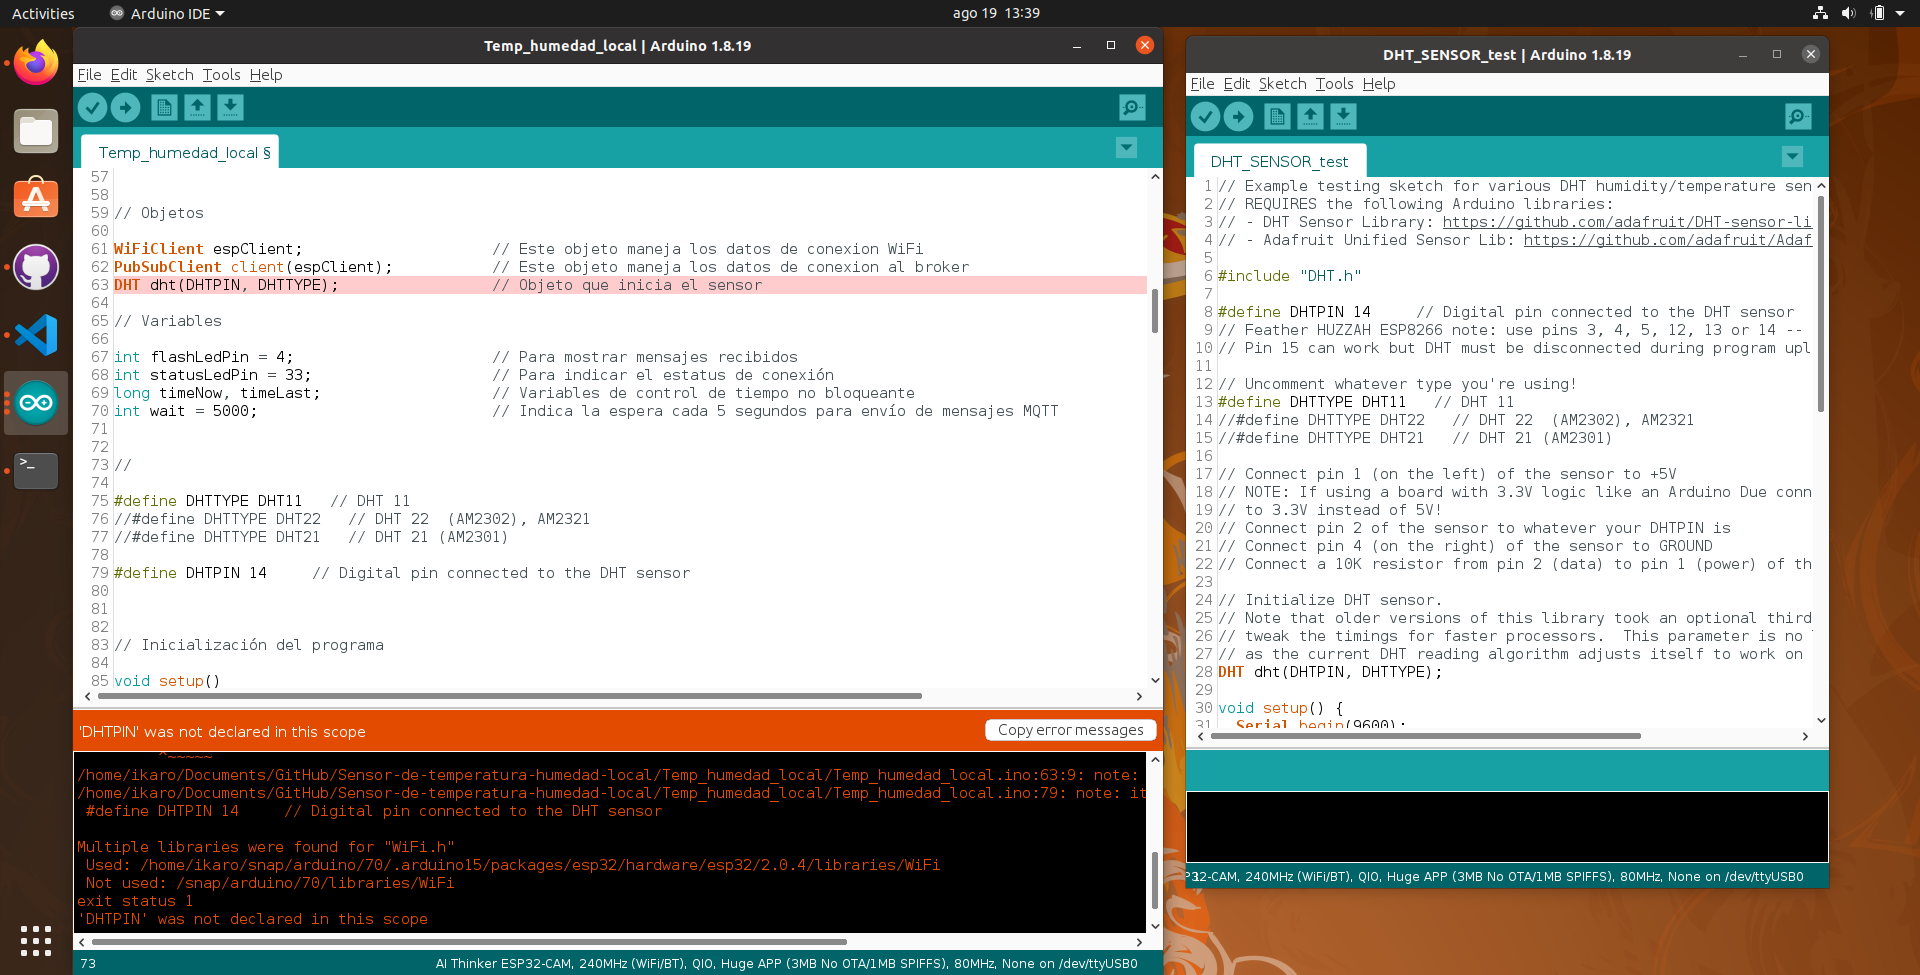 Activities
Arduino IDE
ago 19 13:39
Temp_humedad_local | Arduino 1.8.19
File Edit Sketch Tools Help
Temp_humedad_local §
57
58
59 // Objetos
60
61 WiFiClient espClient; // Este objeto maneja los datos de conexion WiFi
62 PubSubClient client(espClient); // Este objeto maneja los datos de conexion al broker
63 DHT dht(DHTPIN, DHTTYPE); // Objeto que inicia el sensor
64
65 // Variables
66
67 int flashLedPin = 4; // Para mostrar mensajes recibidos
68 int statusLedPin = 33; // Para indicar el estatus de conexión
69 long timeNow, timeLast; // Variables de control de tiempo no bloqueante
70 int wait = 5000; // Indica la espera cada 5 segundos para envío de mensajes MQTT
71
72
73 //
74
75 #define DHTTYPE DHT11 // DHT 11
76 //#define DHTTYPE DHT22 // DHT 22 (AM2302), AM2321
77 //#define DHTTYPE DHT21 // DHT 21 (AM2301)
78
79 #define DHTPIN 14 // Digital pin connected to the DHT sensor
80
81
82
83 // Inicialización del programa
84
85 void setup()
'DHTPIN' was not declared in this scope
Copy error messages
^~~~~~
/home/ikaro/Documents/GitHub/Sensor-de-temperatura-humedad-local/Temp_humedad_local/Temp_humedad_local.ino:63:9: note:
/home/ikaro/Documents/GitHub/Sensor-de-temperatura-humedad-local/Temp_humedad_local/Temp_humedad_local.ino:79: note: it
#define DHTPIN 14 // Digital pin connected to the DHT sensor
Multiple libraries were found for "WiFi.h"
Used: /home/ikaro/snap/arduino/70/.arduino15/packages/esp32/hardware/esp32/2.0.4/libraries/WiFi
Not used: /snap/arduino/70/libraries/WiFi
exit status 1
'DHTPIN' was not declared in this scope
73
AI Thinker ESP32-CAM, 240MHz (WiFi/BT), QIO, Huge APP (3MB No OTA/1MB SPIFFS), 80MHz, None on /dev/ttyUSB0
DHT_SENSOR_test | Arduino 1.8.19
File Edit Sketch Tools Help
DHT_SENSOR_test
1 // Example testing sketch for various DHT humidity/temperature sen
2 // REQUIRES the following Arduino libraries:
3 // - DHT Sensor Library: https://github.com/adafruit/DHT-sensor-li
4 // - Adafruit Unified Sensor Lib: https://github.com/adafruit/Adaf
5
6 #include "DHT.h"
7
8 #define DHTPIN 14 // Digital pin connected to the DHT sensor
9 // Feather HUZZAH ESP8266 note: use pins 3, 4, 5, 12, 13 or 14 --
10 // Pin 15 can work but DHT must be disconnected during program upl
11
12 // Uncomment whatever type you're using!
13 #define DHTTYPE DHT11 // DHT 11
14 //#define DHTTYPE DHT22 // DHT 22 (AM2302), AM2321
15 //#define DHTTYPE DHT21 // DHT 21 (AM2301)
16
17 // Connect pin 1 (on the left) of the sensor to +5V
18 // NOTE: If using a board with 3.3V logic like an Arduino Due conn
19 // to 3.3V instead of 5V!
20 // Connect pin 2 of the sensor to whatever your DHTPIN is
21 // Connect pin 4 (on the right) of the sensor to GROUND
22 // Connect a 10K resistor from pin 2 (data) to pin 1 (power) of th
23
24 // Initialize DHT sensor.
25 // Note that older versions of this library took an optional third
26 // tweak the timings for faster processors. This parameter is no
27 // as the current DHT reading algorithm adjusts itself to work on
28 DHT dht(DHTPIN, DHTTYPE);
29
30 void setup() {
31 Serial.begin(9600);
32-CAM, 240MHz (WiFi/BT), QIO, Huge APP (3MB No OTA/1MB SPIFFS), 80MHz, None on /dev/ttyUSB0